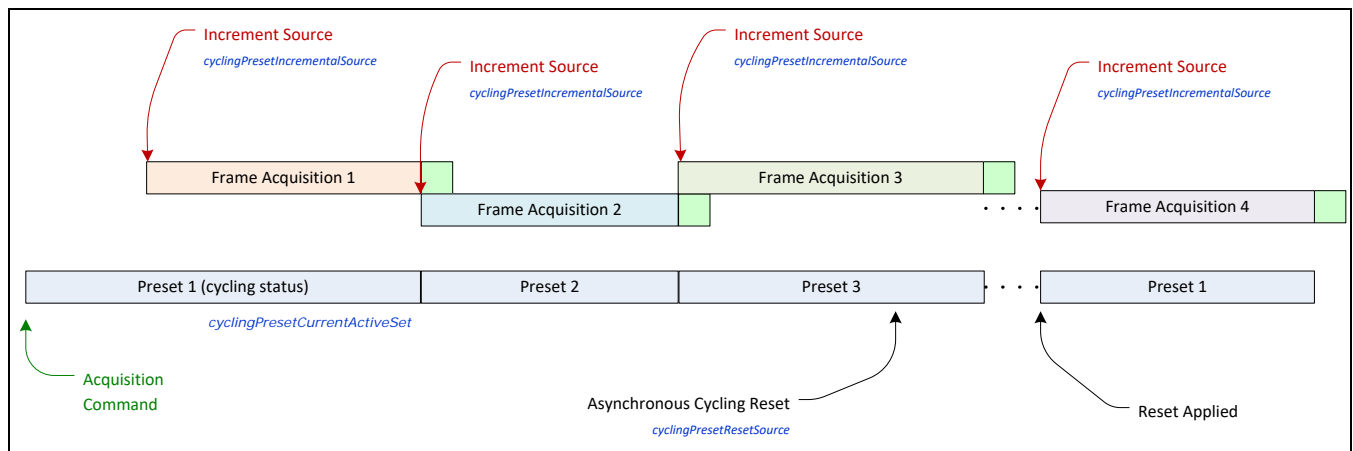 Increment Source
cyclingPresetIncrementalSource
Increment Source
cyclingPresetIncrementalSource
Increment Source
cyclingPresetIncrementalSource
Increment Source
cyclingPresetIncrementalSource
Frame Acquisition 1
Frame Acquisition 2
Frame Acquisition 3
Frame Acquisition 4
Preset 1 (cycling status)
Preset 2
Preset 3
Preset 1
cyclingPresetCurrentActiveSet
Acquisition
Command
Asynchronous Cycling Reset
cyclingPresetResetSource
Reset Applied